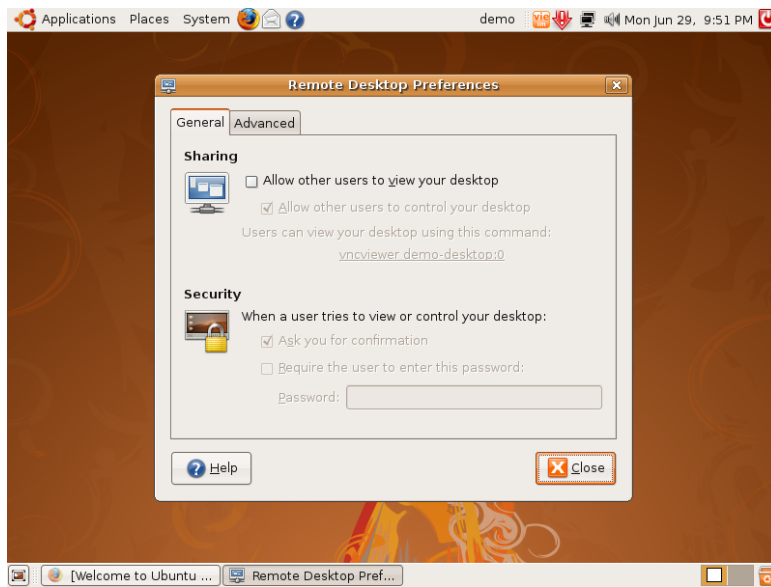 Applications Places System
demo
Mon Jun 29, 9:51 PM
Remote Desktop Preferences
General
Advanced
Sharing
Allow other users to view your desktop
Allow other users to control your desktop
Users can view your desktop using this command:
vncviewer demo-desktop:0
Security
When a user tries to view or control your desktop:
Ask you for confirmation
Require the user to enter this password:
Password:
Help
Close
[Welcome to Ubuntu ...
Remote Desktop Pref...